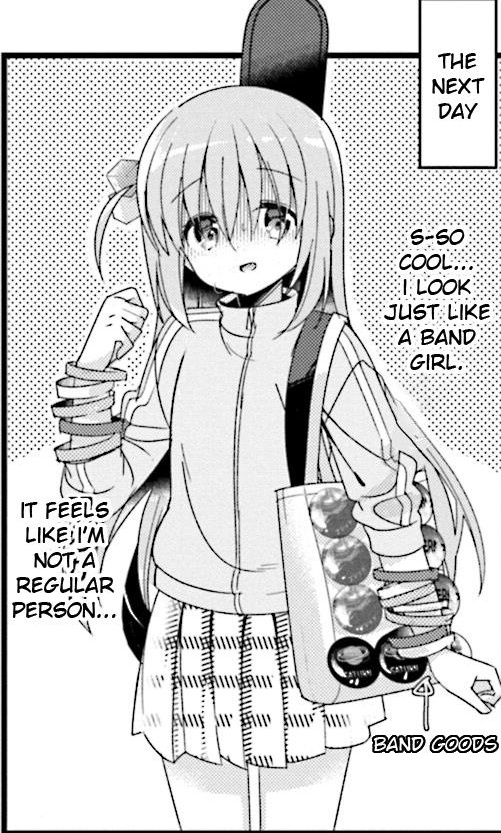 THE
NEXT
DAY
S-SO
COOL...
I LOOK
JUST LIKE
A BAND
GIRL.
IT FEELS
LIKE I'M
NOT A
REGULAR
PERSON...
BAND GOODS